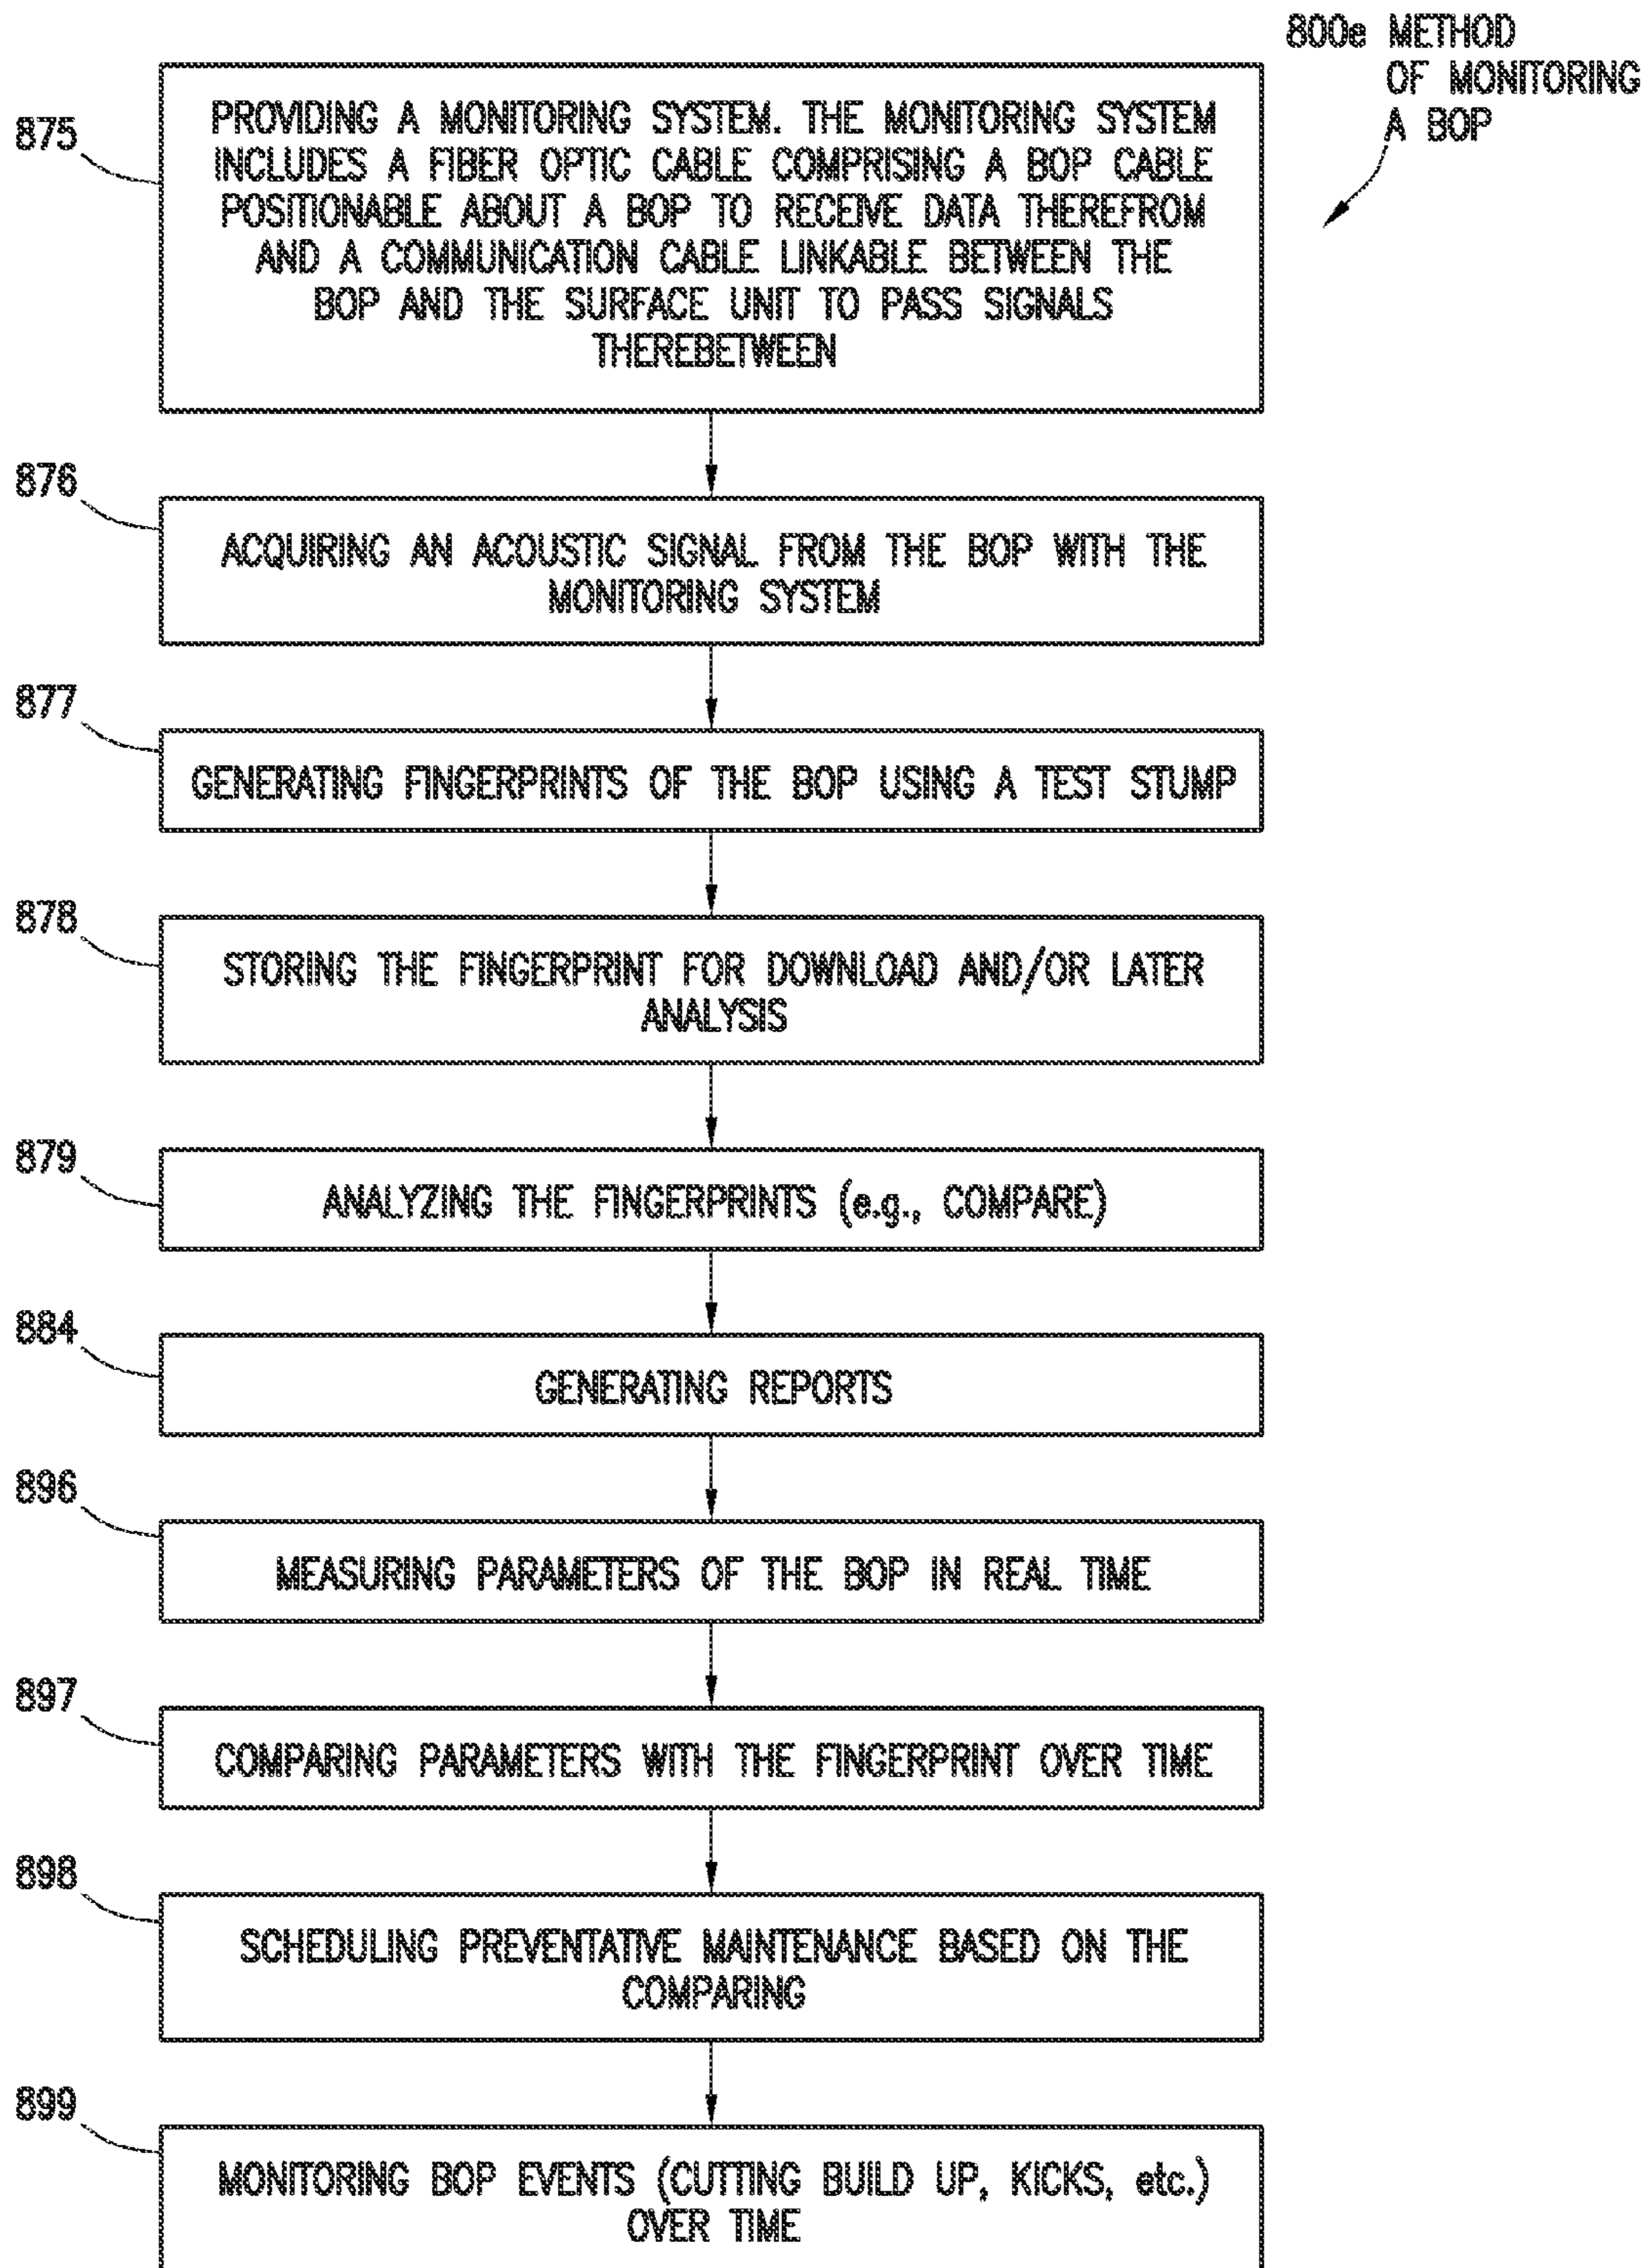 800e METHOD
OF MONITORING
A BOP
875
PROVIDING A MONITORING SYSTEM. THE MONITORING SYSTEM
INCLUDES A FIBER OPTIC CABLE COMPRISING A BOP CABLE
POSITIONABLE ABOUT A BOP TO RECEIVE DATA THEREFROM
AND A COMMUNICATION CABLE LINKABLE BETWEEN THE
BOP AND THE SURFACE UNIT TO PASS SIGNALS
THEREBETWEEN
876
ACQUIRING AN ACOUSTIC SIGNAL FROM THE BOP WITH THE
MONITORING SYSTEM
877
GENERATING FINGERPRINTS OF THE BOP USING A TEST STUMP
878
STORING THE FINGERPRINT FOR DOWNLOAD AND/OR LATER
ANALYSIS
879
ANALYZING THE FINGERPRINTS (e.g., COMPARE)
884
GENERATING REPORTS
896
MEASURING PARAMETERS OF THE BOP IN REAL TIME
897
COMPARING PARAMETERS WITH THE FINGERPRINT OVER TIME
898
SCHEDULING PREVENTATIVE MAINTENANCE BASED ON THE
COMPARING
899
MONITORING BOP EVENTS (CUTTING BUILD UP, KICKS, etc.)
OVER TIME